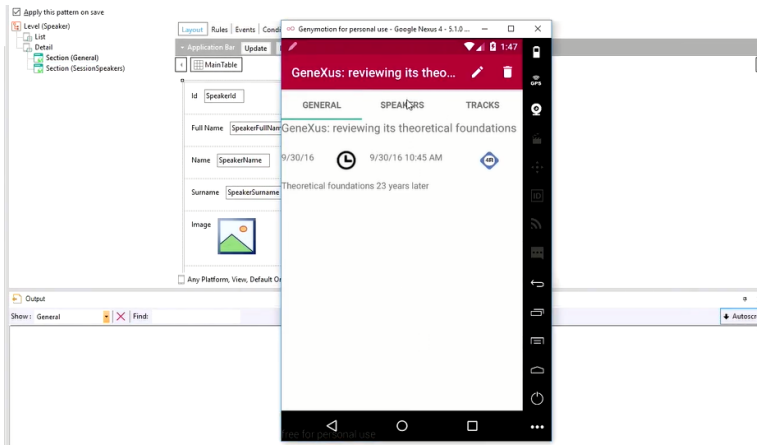 Apply this pattern on save
Level (Speaker)
List
Detail
Section (General)
Section (SessionSpeakers)
Layout Rules Events Condi
Application Bar Update
MainTable
Id SpeakerId
Full Name SpeakerFullNam
Name SpeakerName
Surname SpeakerSurname
Image
Any Platform, View, Default Or
Output
Show: General Find:
Autoscr
Genymotion for personal use - Google Nexus 4 - 5.1.0 ...
1:47
GeneXus: reviewing its theo...
GENERAL SPEAKERS TRACKS
GeneXus: reviewing its theoretical foundations
9/30/16 9/30/16 10:45 AM
Theoretical foundations 23 years later
free for personal use
GPS
ID